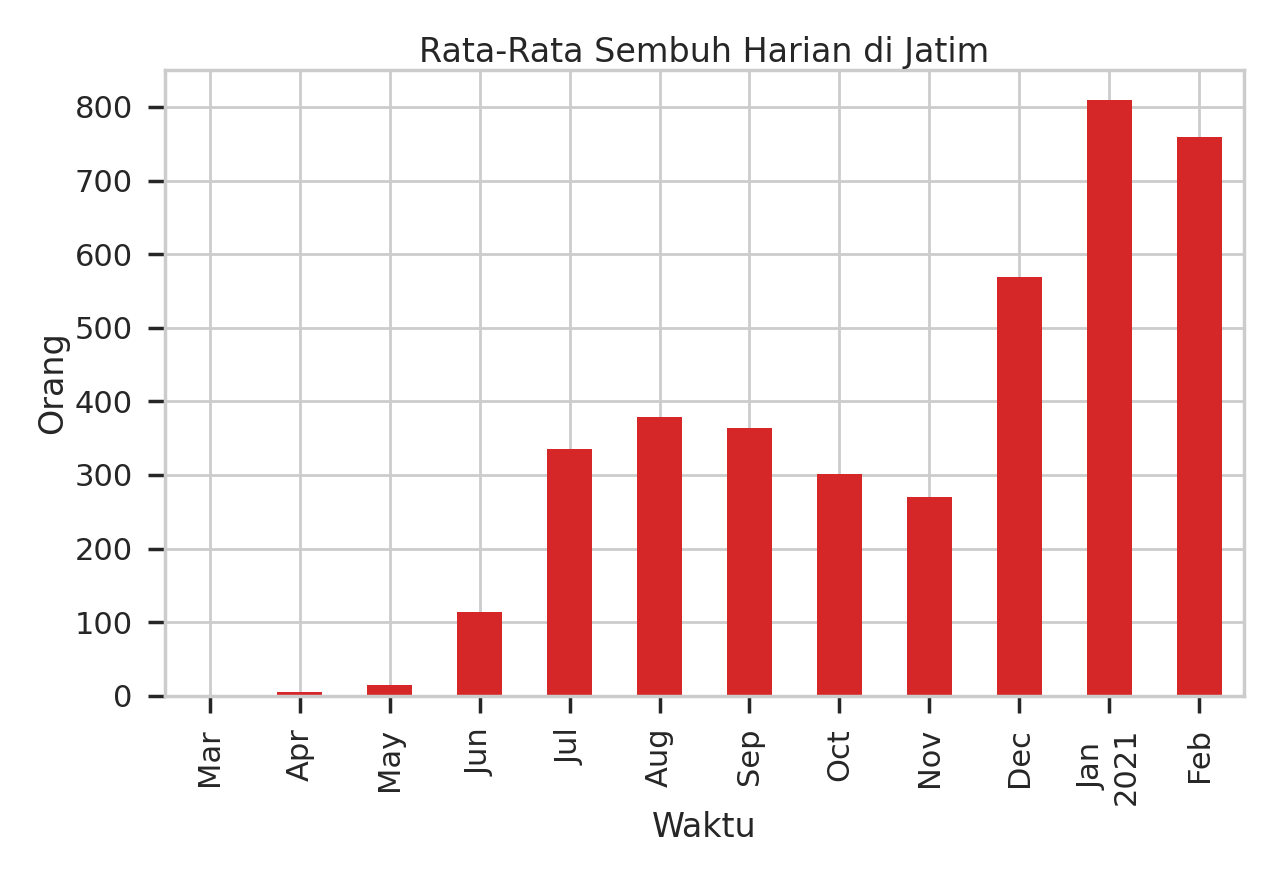 Rata-Rata Sembuh Harian di Jatim
800
700
600
500
400
300
200
100
0
Orang
Mar
Apr
May
Jun
Jul
Aug
Sep
Oct
Nov
Dec
Jan
2021
Feb
Waktu